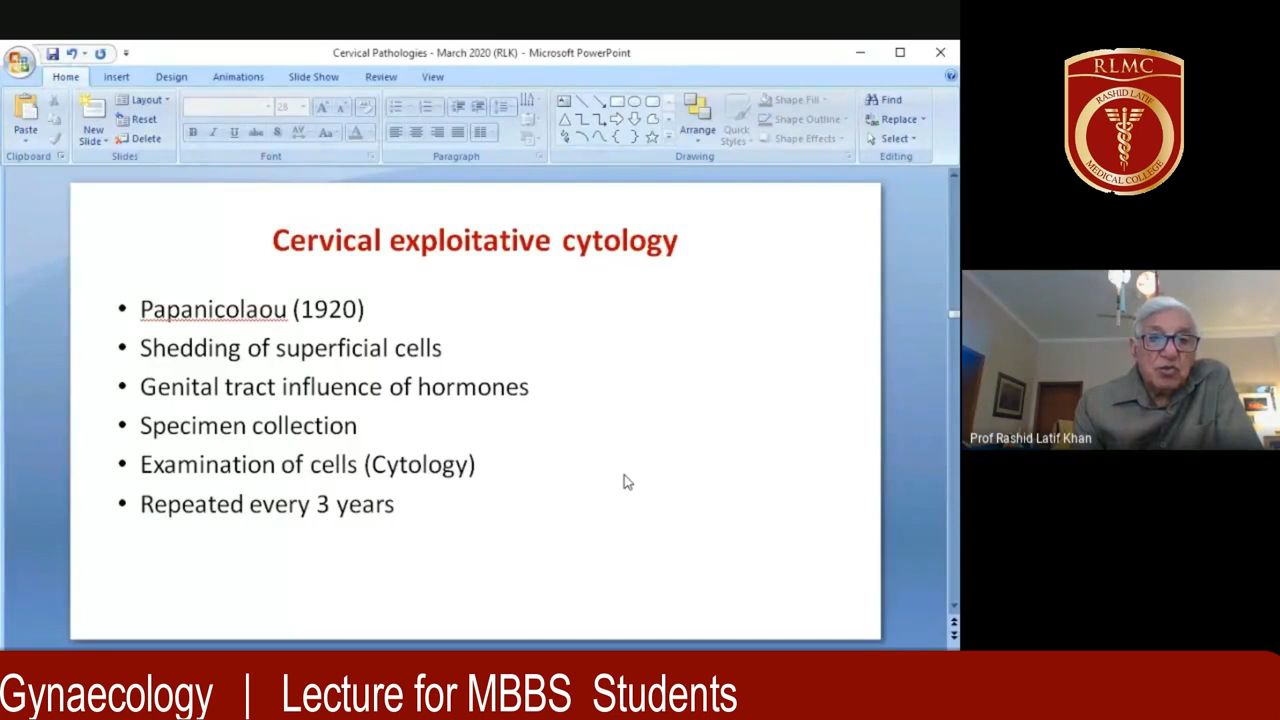 Cervical Pathologies - March 2020 (RLK) - Microsoft PowerPoint
Home Insert Design Animations Slide Show Review View
Paste
Clipboard
New Slide
Layout
Reset
Delete
Slides
28
B I U abc S AV Aa A
Font
Paragraph
Arrange
Quick Styles
Shape Fill
Shape Outline
Shape Effects
Drawing
Find
Replace
Select
Editing
Cervical exploitative cytology
• Papanicolaou (1920)
• Shedding of superficial cells
• Genital tract influence of hormones
• Specimen collection
• Examination of cells (Cytology)
• Repeated every 3 years
RLMC
RASHID LATIF
MEDICAL COLLEGE
Prof Rashid Latif Khan
Gynaecology | Lecture for MBBS Students